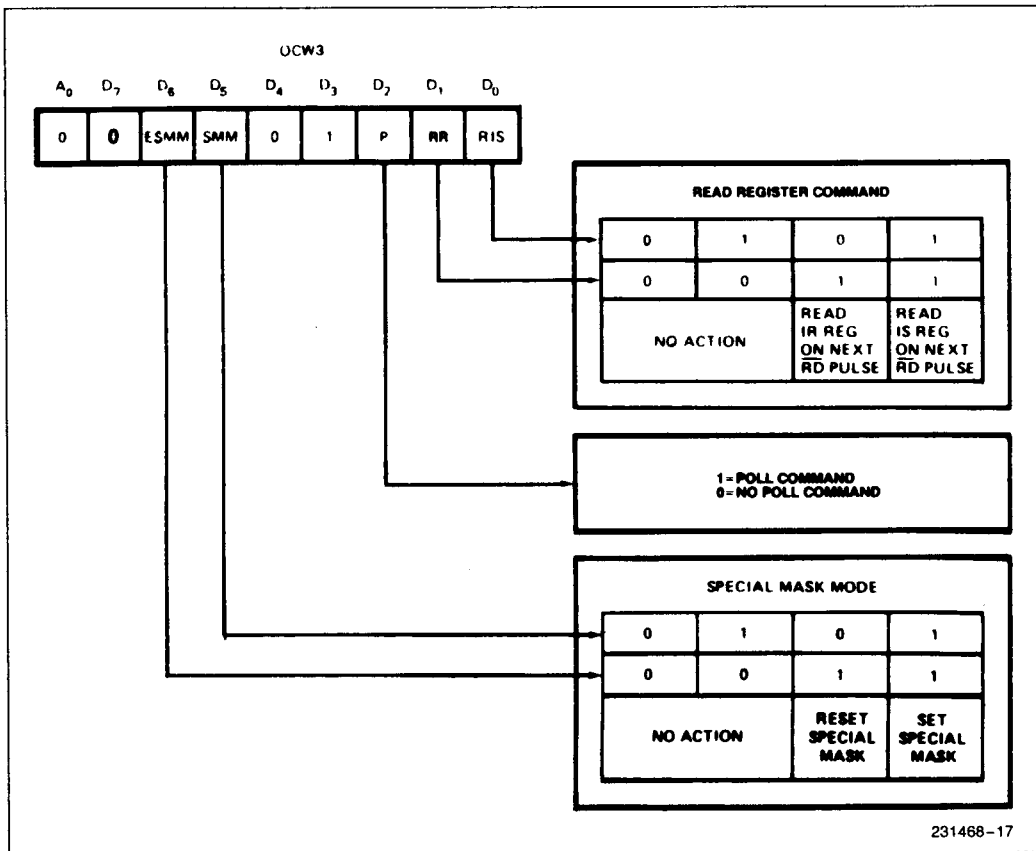 OCW3
A0 D7 D6 D5 D4 D3 D2 D1 D0
0 0 ESMM SMM 0 1 P RR RIS
READ REGISTER COMMAND
0 1 0 1
0 0 1 1
NO ACTION
READ
IR REG
ON NEXT
RD PULSE
READ
IS REG
ON NEXT
RD PULSE
1 = POLL COMMAND
0 = NO POLL COMMAND
SPECIAL MASK MODE
0 1 0 1
0 0 1 1
NO ACTION
RESET
SPECIAL
MASK
SET
SPECIAL
MASK
231468-17